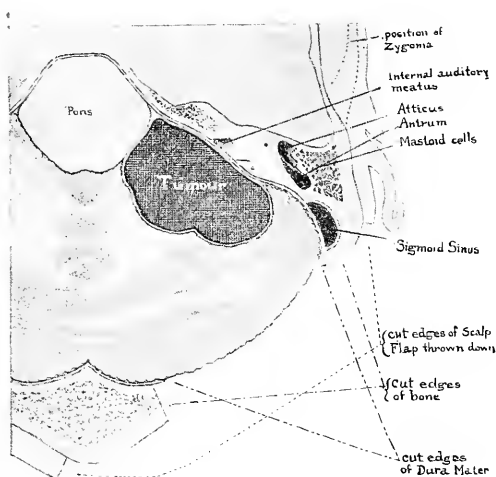 position of
Zygoma
Internal auditory
meatus
Pons
Atticus
Antrum
Mastoid cells
Tumour
Sigmoid Sinus
cut edges of Scalp
Flap thrown down
Cut edges
of bone
cut edges
of Dura Mater